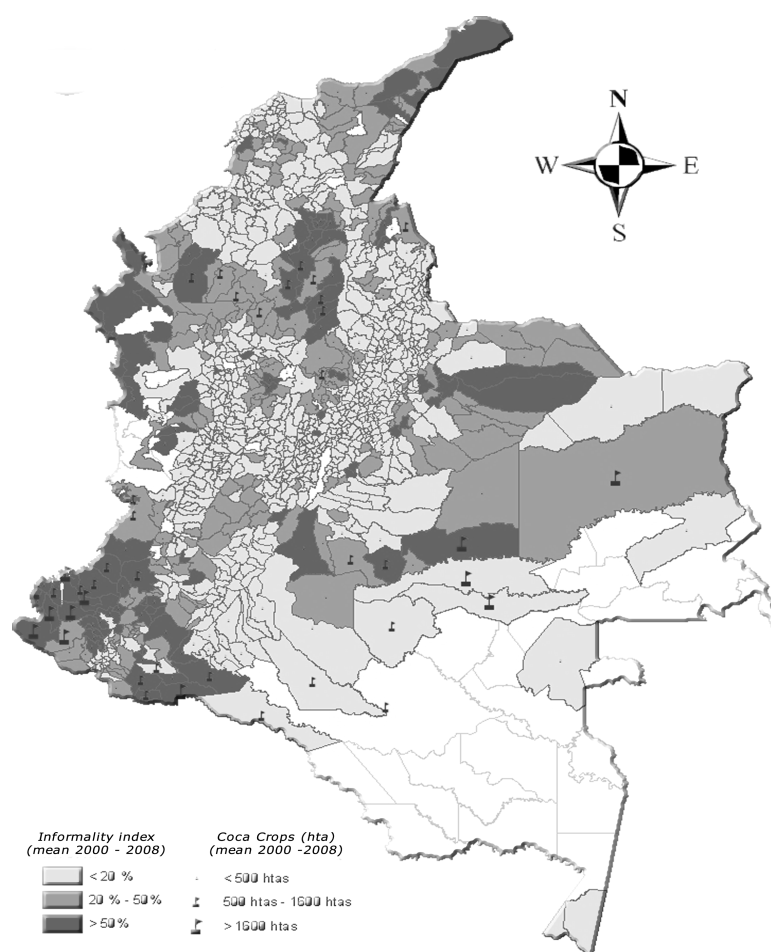 N
W E
S
Informality index
(mean 2000 - 2008)
< 20 %
20 % - 50%
> 50%
Coca Crops (hta)
(mean 2000 -2008)
< 500 htas
500 htas - 1600 htas
> 1600 htas